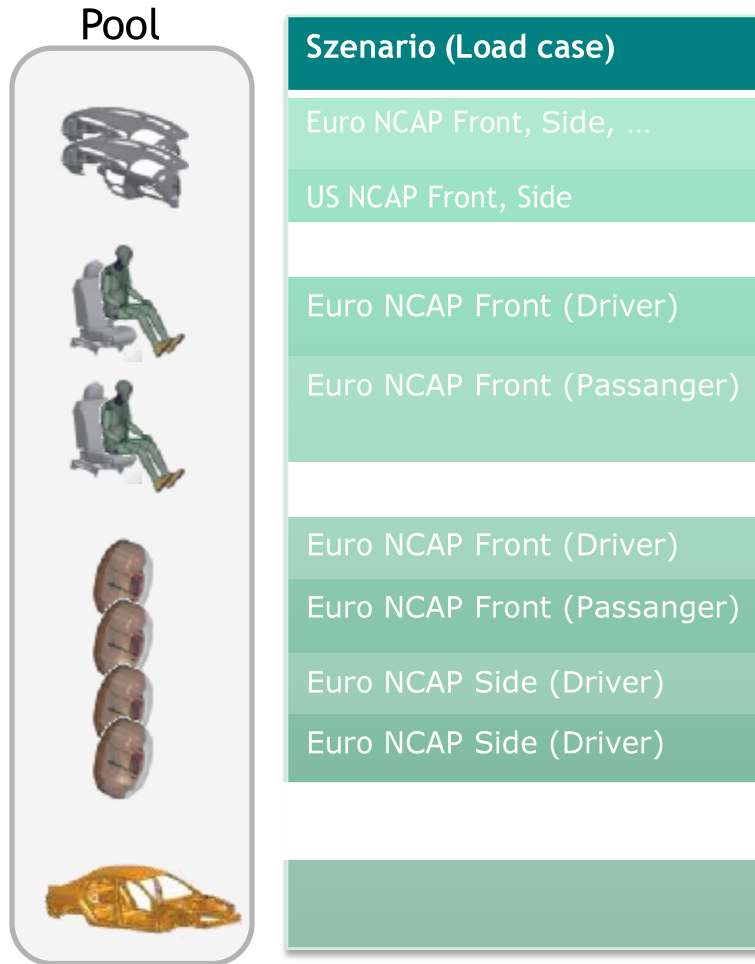 Pool
Szenario (Load case)
Euro NCAP Front, Side, ...
US NCAP Front, Side
Euro NCAP Front (Driver)
Euro NCAP Front (Passanger)
Euro NCAP Front (Driver)
Euro NCAP Front (Passanger)
Euro NCAP Side (Driver)
Euro NCAP Side (Driver)